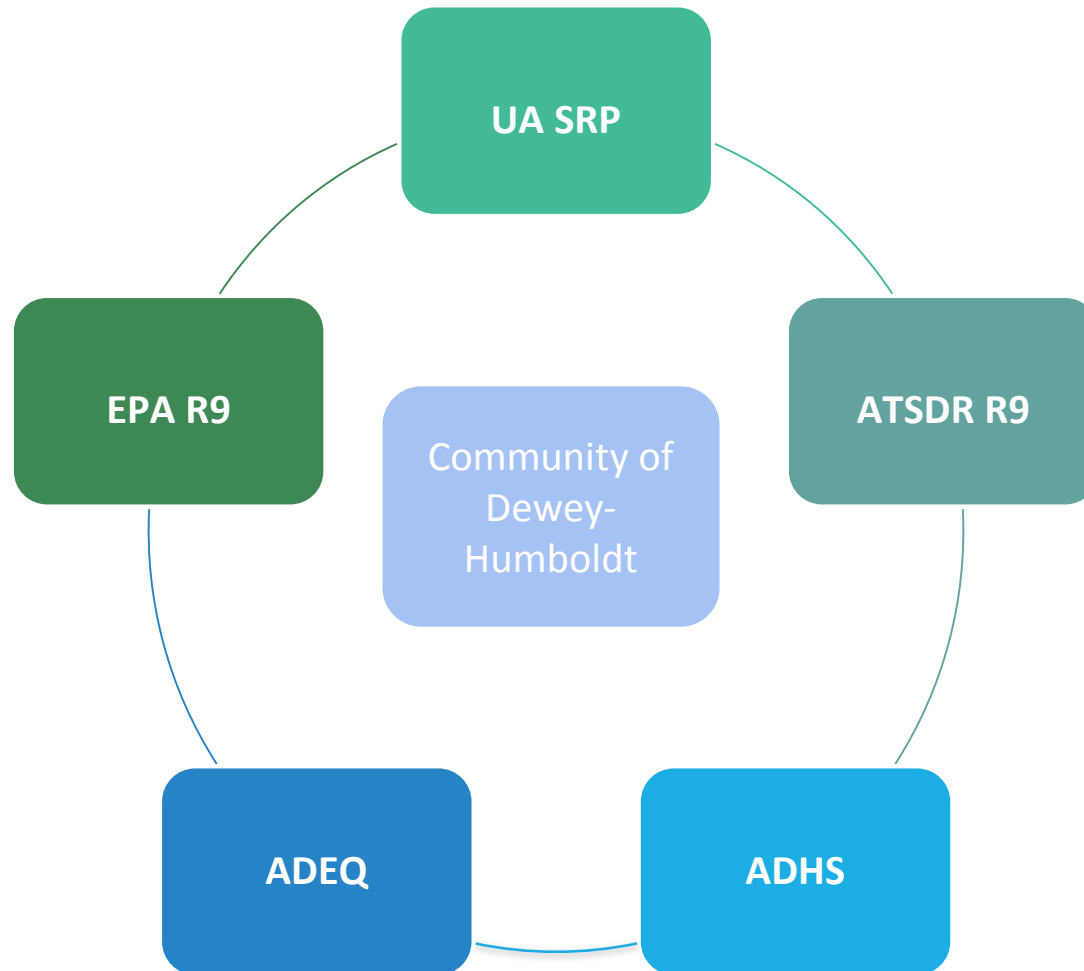 UA SRP
EPA R9
ATSDR R9
Community of
Dewey-
Humboldt
ADEQ
ADHS